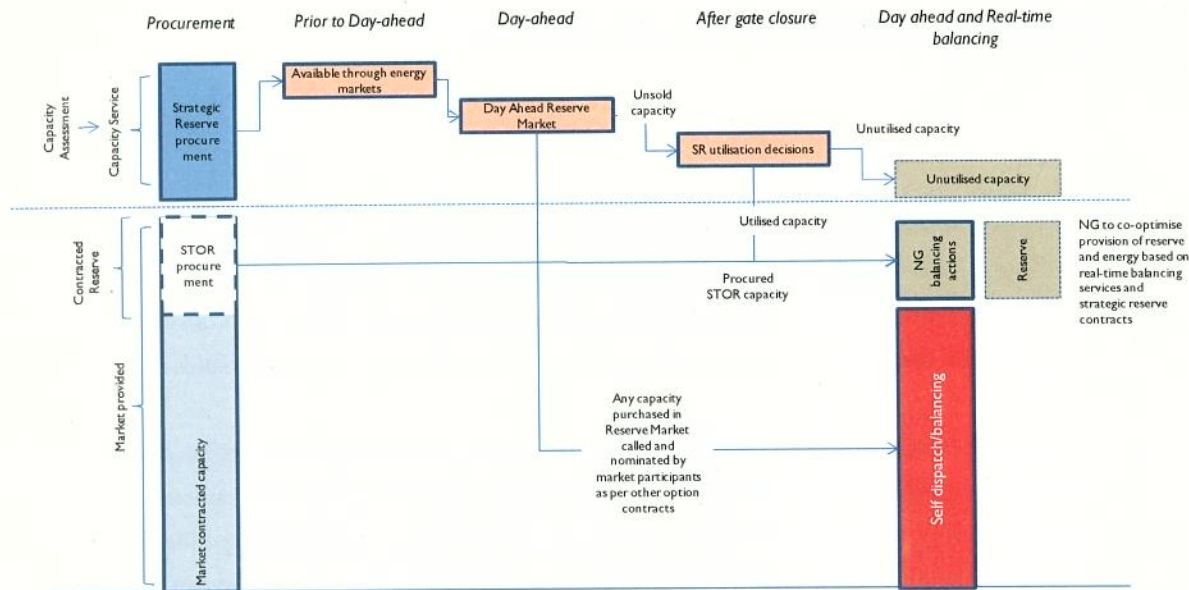 Procurement
Prior to Day-ahead
Day-ahead
After gate closure
Day ahead and Real-time
balancing
Capacity
Assessment
Capacity Service
Strategic
Reserve
procure
ment
Available through energy
markets
Day Ahead Reserve
Market
Unsold
capacity
SR utilisation decisions
Unutilised capacity
Unutilised capacity
Contracted
Reserve
STOR
procure
ment
Utilised capacity
Procured
STOR capacity
NG
balancing
actions
Reserve
NG to co-optimise
provision of reserve
and energy based on
real-time balancing
services and
strategic reserve
contracts
Market provided
Market contracted capacity
Any capacity
purchased in
Reserve Market
called and
nominated by
market participants
as per other option
contracts
Self dispatch/balancing